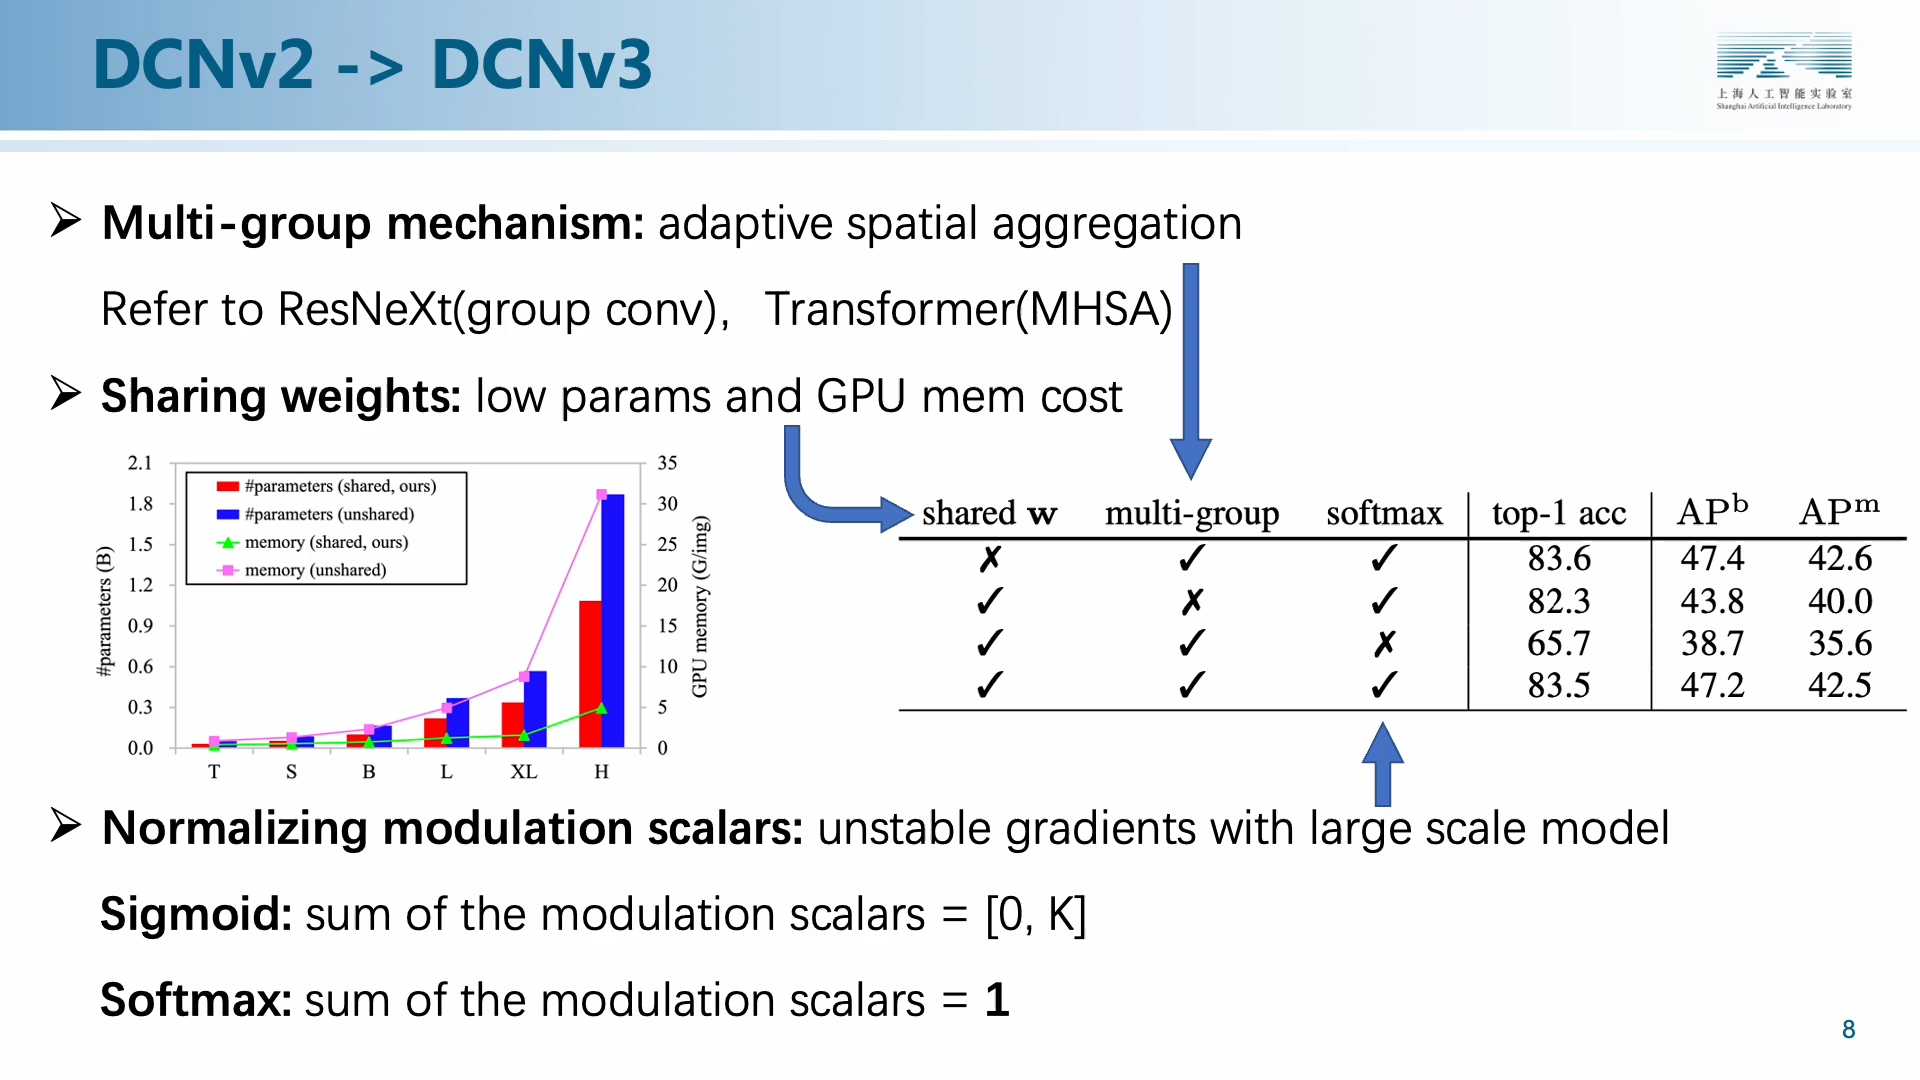 DCNv2 -> DCNv3
上海人工智能实验室
Shanghai Artificial Intelligence Laboratory
➢ Multi-group mechanism: adaptive spatial aggregation
Refer to ResNeXt(group conv)，Transformer(MHSA)
➢ Sharing weights: low params and GPU mem cost
#parameters (B)
2.1
1.8
1.5
1.2
0.9
0.6
0.3
0.0
#parameters (shared, ours)
#parameters (unshared)
memory (shared, ours)
memory (unshared)
35
30
25
20
15
10
5
0
GPU memory (G/img)
T S B L XL H
shared w multi-group softmax top-1 acc APᵇ APᵐ
✗ ✓ ✓ 83.6 47.4 42.6
✓ ✗ ✓ 82.3 43.8 40.0
✓ ✓ ✗ 65.7 38.7 35.6
✓ ✓ ✓ 83.5 47.2 42.5
➢ Normalizing modulation scalars: unstable gradients with large scale model
Sigmoid: sum of the modulation scalars = [0, K]
Softmax: sum of the modulation scalars = 1
8